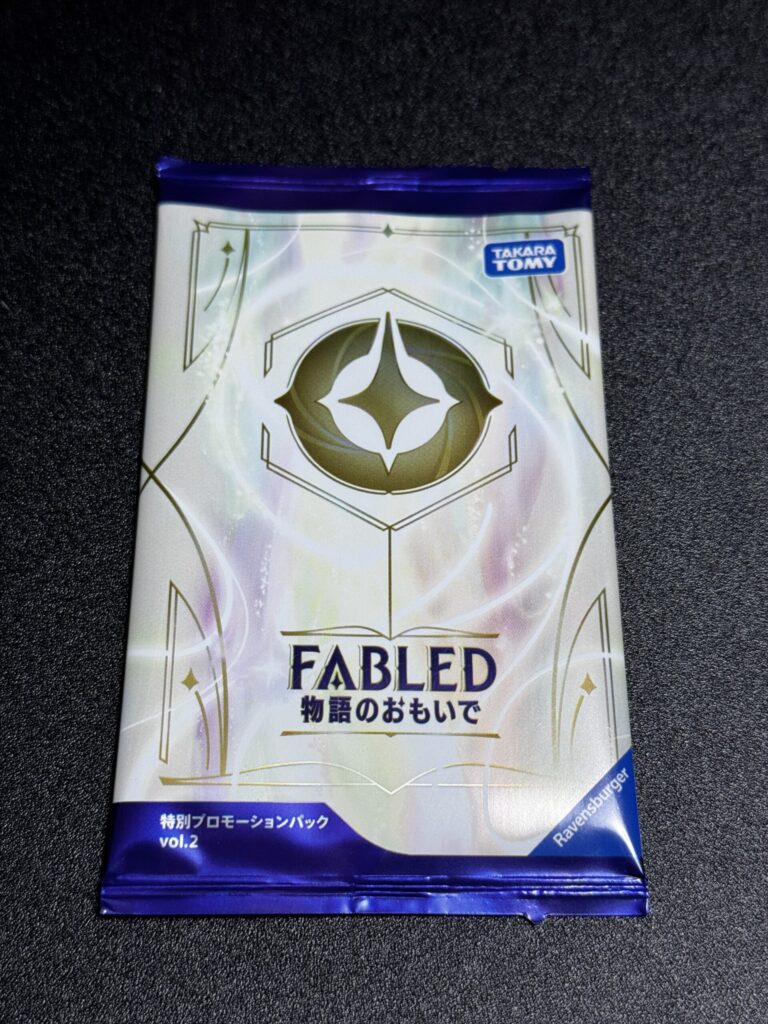 TAKARA
TOMY
FABLED
物語のおもいで
特別プロモーションパック
vol.2
Ravensburger